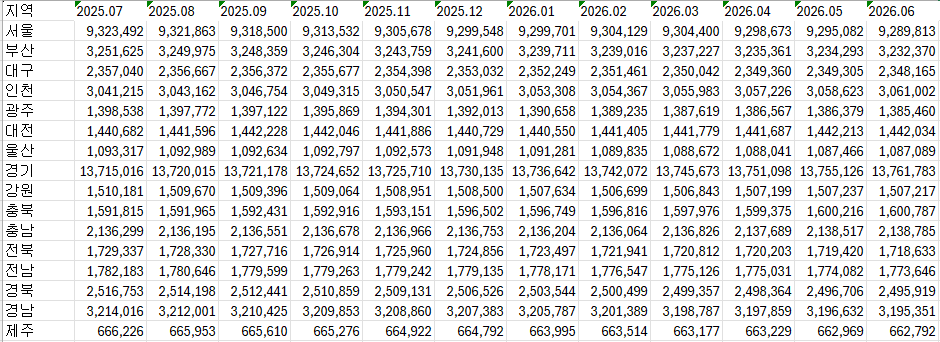 지역 2025.07 2025.08 2025.09 2025.10 2025.11 2025.12 2026.01 2026.02 2026.03 2026.04 2026.05 2026.06
서울 9,323,492 9,321,863 9,318,500 9,313,532 9,305,678 9,299,548 9,299,701 9,304,129 9,304,400 9,298,673 9,295,082 9,289,813
부산 3,251,625 3,249,975 3,248,359 3,246,304 3,243,759 3,241,600 3,239,711 3,239,016 3,237,227 3,235,361 3,234,293 3,232,370
대구 2,357,040 2,356,667 2,356,372 2,355,677 2,354,398 2,353,032 2,352,249 2,351,461 2,350,042 2,349,360 2,349,305 2,348,165
인천 3,041,215 3,043,162 3,046,754 3,049,315 3,050,547 3,051,961 3,053,308 3,054,367 3,055,983 3,057,226 3,058,623 3,061,002
광주 1,398,538 1,397,772 1,397,122 1,395,869 1,394,301 1,392,013 1,390,658 1,389,235 1,387,619 1,386,567 1,386,379 1,385,460
대전 1,440,682 1,441,596 1,442,228 1,442,046 1,441,886 1,440,729 1,440,550 1,441,405 1,441,779 1,441,687 1,442,213 1,442,034
울산 1,093,317 1,092,989 1,092,634 1,092,797 1,092,573 1,091,948 1,091,281 1,089,835 1,088,672 1,088,041 1,087,466 1,087,089
경기 13,715,016 13,720,015 13,721,178 13,724,652 13,725,710 13,730,135 13,736,642 13,742,072 13,745,673 13,751,098 13,755,126 13,761,783
강원 1,510,181 1,509,670 1,509,396 1,509,064 1,508,951 1,508,500 1,507,634 1,506,699 1,506,843 1,507,199 1,507,237 1,507,217
충북 1,591,815 1,591,965 1,592,431 1,592,916 1,593,151 1,596,502 1,596,749 1,596,816 1,597,976 1,599,375 1,600,216 1,600,787
충남 2,136,299 2,136,195 2,136,551 2,136,678 2,136,966 2,136,753 2,136,204 2,136,064 2,136,826 2,137,689 2,138,517 2,138,785
전북 1,729,337 1,728,330 1,727,716 1,726,914 1,725,960 1,724,856 1,723,497 1,721,941 1,720,812 1,720,203 1,719,420 1,718,633
전남 1,782,183 1,780,646 1,779,599 1,779,263 1,779,242 1,779,135 1,778,171 1,776,547 1,775,126 1,775,031 1,774,082 1,773,646
경북 2,516,753 2,514,198 2,512,441 2,510,859 2,509,131 2,506,526 2,503,544 2,500,499 2,499,357 2,498,364 2,496,706 2,495,919
경남 3,214,016 3,212,001 3,210,425 3,209,853 3,208,860 3,207,383 3,205,787 3,201,389 3,198,787 3,197,859 3,196,632 3,195,351
제주 666,226 665,953 665,610 665,276 664,922 664,792 663,995 663,514 663,177 663,229 662,969 662,792